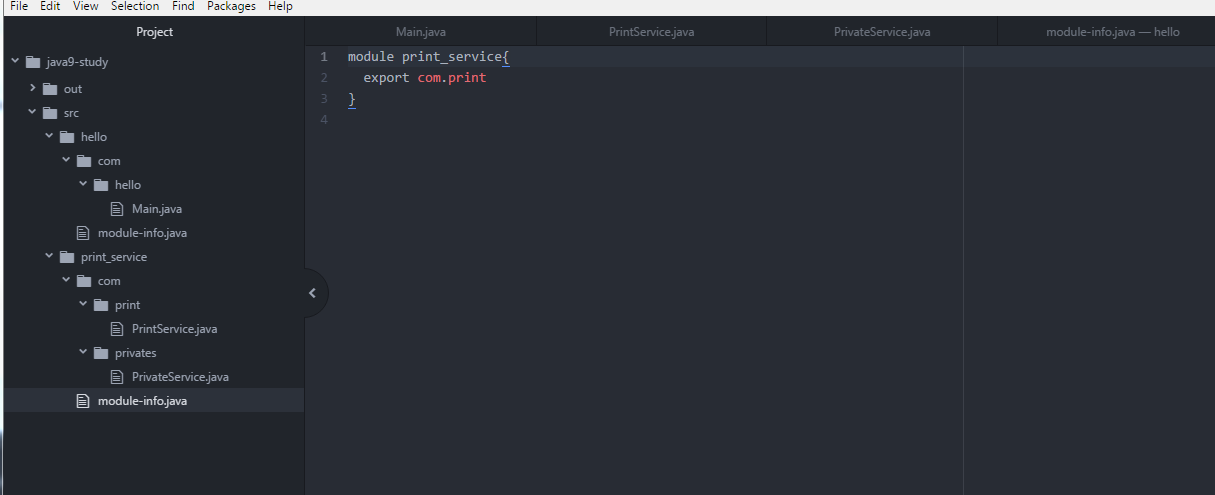 File Edit View Selection Find Packages Help
Project
java9-study
out
src
hello
com
hello
Main.java
module-info.java
print_service
com
print
PrintService.java
privates
PrivateService.java
module-info.java
Main.java PrintService.java PrivateService.java module-info.java — hello
1 module print_service{
2 export com.print
3 }
4